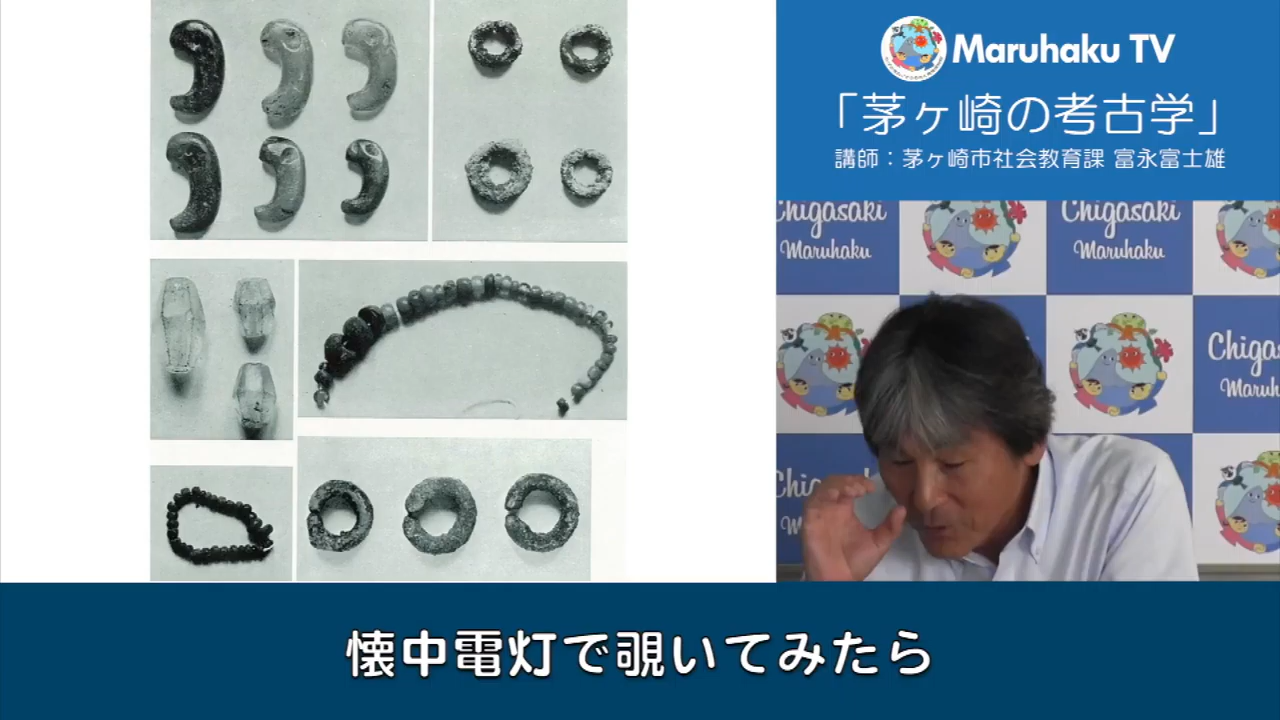 Maruhaku TV
「茅ヶ崎の考古学」
講師：茅ヶ崎市社会教育課 富永富士雄
Chigasaki
Maruhaku
Chigasaki
Maruhaku
Chigasa
Maruh
懐中電灯で覗いてみたら